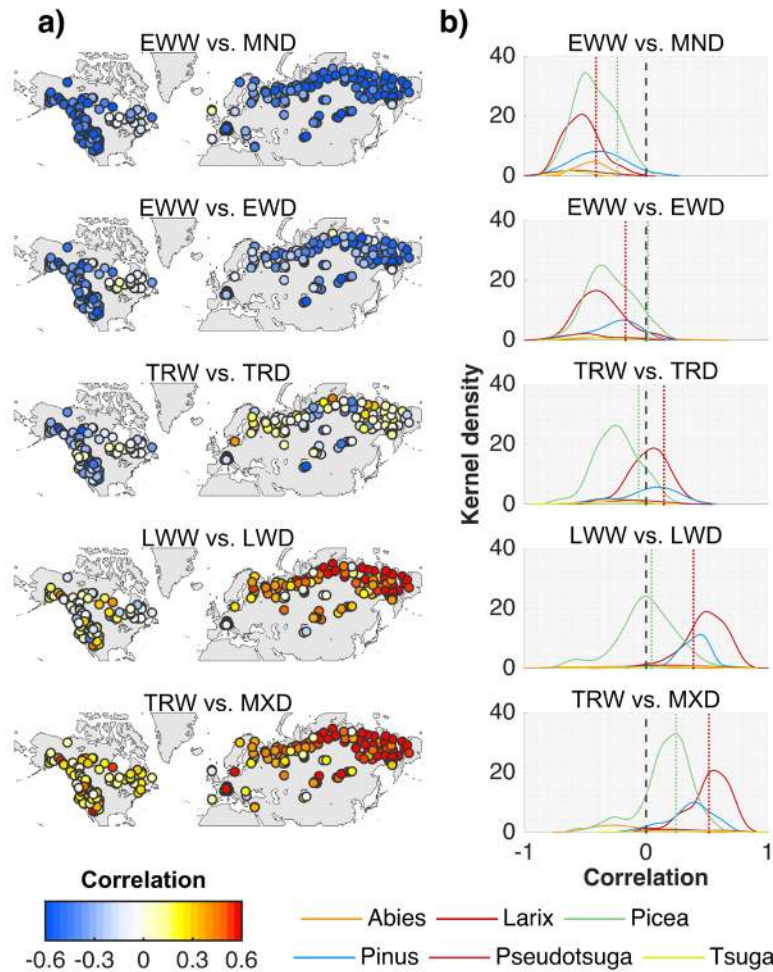 a)
EWW vs. MND
EWW vs. EWD
TRW vs. TRD
LWW vs. LWD
TRW vs. MXD
Correlation
-0.6 -0.3 0 0.3 0.6
b)
EWW vs. MND
40
20
0
EWW vs. EWD
40
20
0
TRW vs. TRD
40
20
0
LWW vs. LWD
40
20
0
TRW vs. MXD
40
20
0
Kernel density
-1 0 1
Correlation
Abies Larix Picea
Pinus Pseudotsuga Tsuga